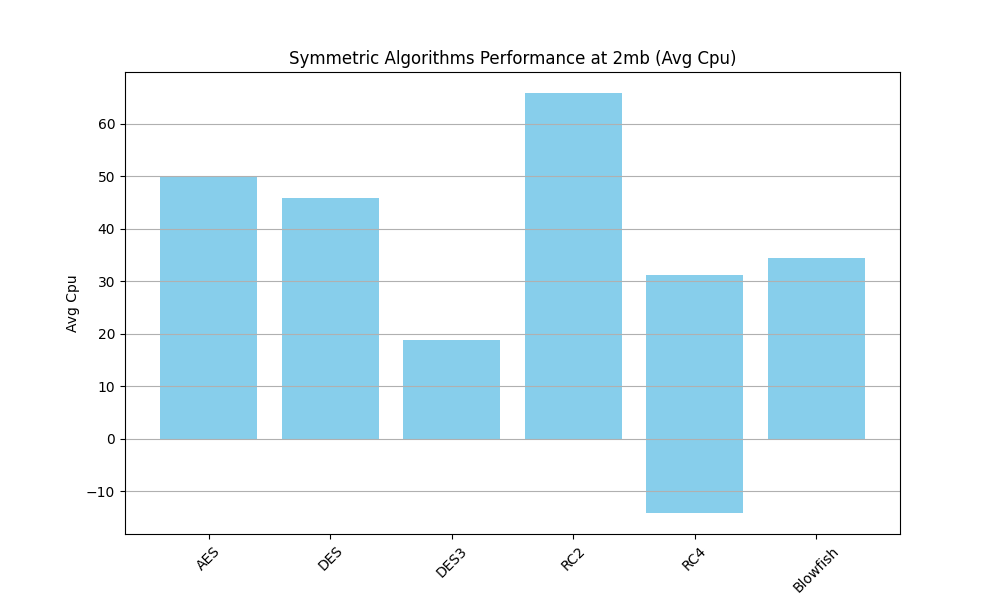 Symmetric Algorithms Performance at 2mb (Avg Cpu)
60
50
40
30
20
10
0
−10
Avg Cpu
AES
DES
DES3
RC2
RC4
Blowfish